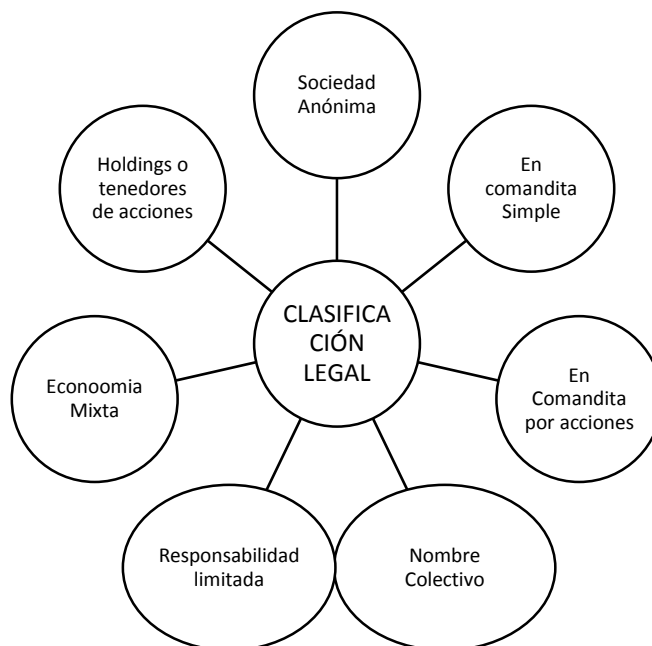 Sociedad
Anónima
En
comandita
Simple
En
Comandita
por acciones
Nombre
Colectivo
Responsabilidad
limitada
Econoomia
Mixta
Holdings o
tenedores
de acciones
CLASIFICA
CIÓN
LEGAL